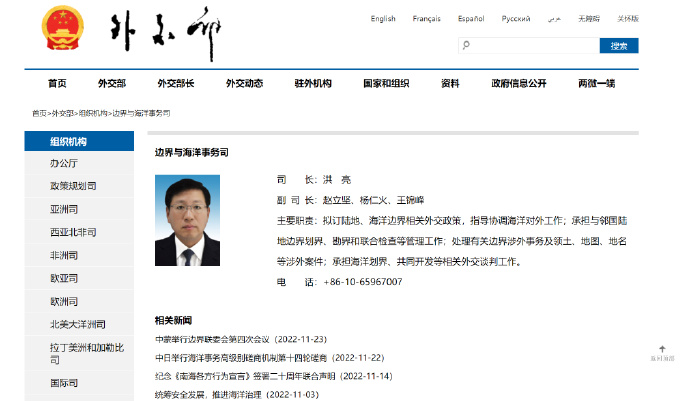 外交部
English Français Español Русский عربي 无障碍 关怀版
搜索
首页 外交部 外交部长 外交动态 驻外机构 国家和组织 资料 政府信息公开 两微一端
首页>外交部>组织机构>边界与海洋事务司
组织机构
办公厅
政策规划司
亚洲司
西亚北非司
非洲司
欧亚司
欧洲司
北美大洋洲司
拉丁美洲和加勒比
司
国际司
边界与海洋事务司
司 长：洪 亮
副 司 长：赵立坚、杨仁火、王锦峰
主要职责：拟订陆地、海洋边界相关外交政策，指导协调海洋对外工作；承担与邻国陆
地边界划界、勘界和联合检查等管理工作；处理有关边界涉外事务及领土、地图、地名
等涉外案件；承担海洋划界、共同开发等相关外交谈判工作。
电 话：+86-10-65967007
相关新闻
中蒙举行边界联委会第四次会议（2022-11-23）
中日举行海洋事务高级别磋商机制第十四轮磋商（2022-11-22）
纪念《南海各方行为宣言》签署二十周年联合声明（2022-11-14）
统筹安全发展，推进海洋治理（2022-11-03）
返回顶部